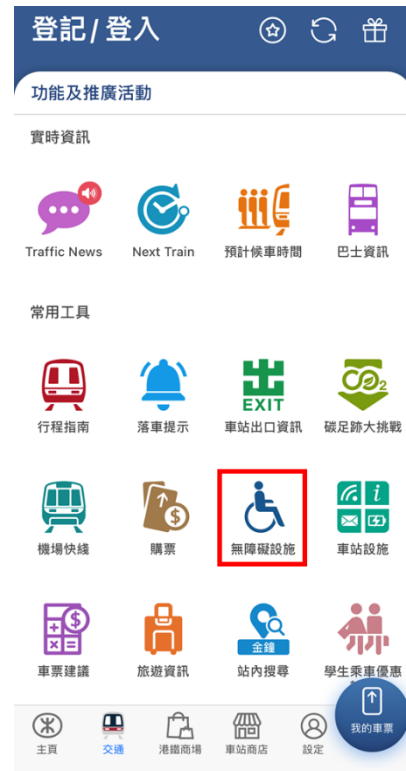 登記/登入
功能及推廣活動
實時資訊
Traffic News
Next Train
預計候車時間
巴士資訊
常用工具
EXIT
CO2
行程指南
落車提示
車站出口資訊
碳足跡大挑戰
i
機場快綫
購票
無障礙設施
車站設施
金鐘
車票建議
旅遊資訊
站內搜尋
學生乘車優惠
我的車票
主頁
交通
港鐵商場
車站商店
設定